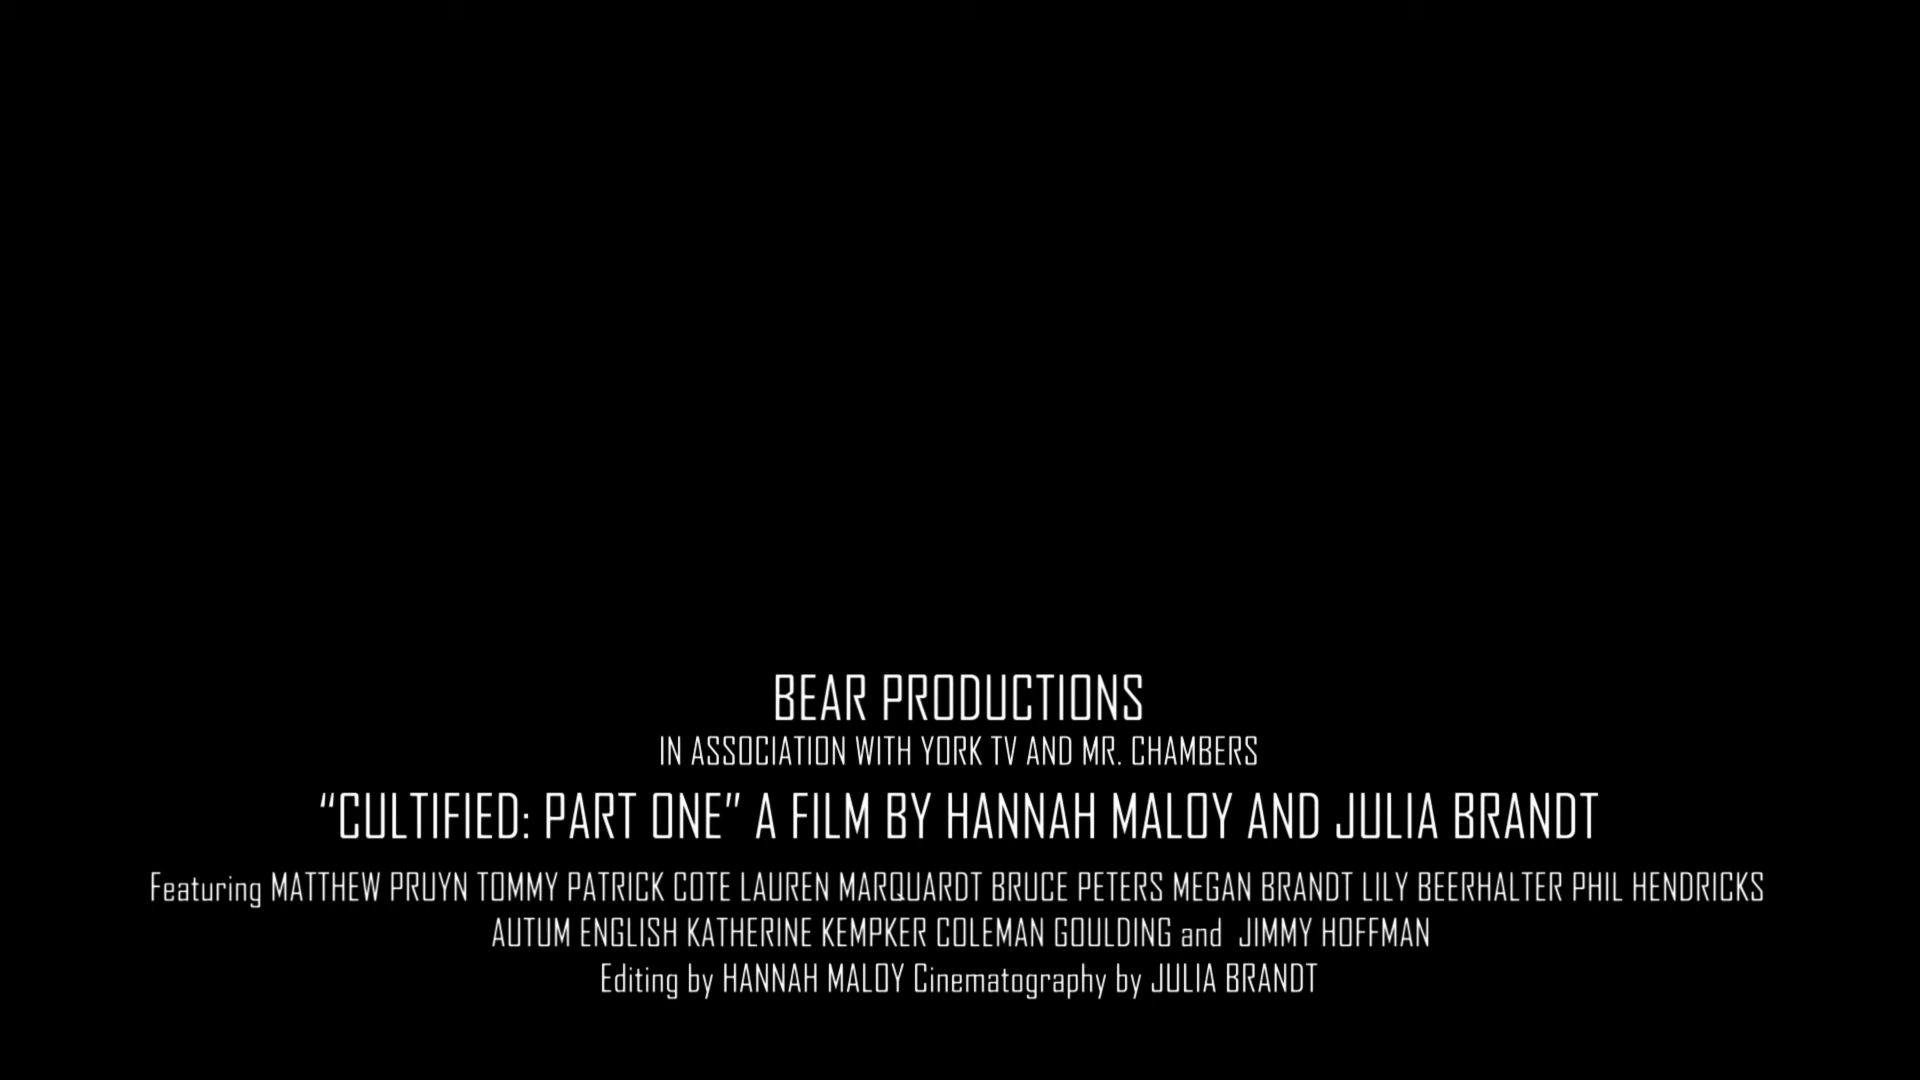 BEAR PRODUCTIONS
IN ASSOCIATION WITH YORK TV AND MR. CHAMBERS
“CULTIFIED: PART ONE” A FILM BY HANNAH MALOY AND JULIA BRANDT
Featuring MATTHEW PRUYN TOMMY PATRICK COTE LAUREN MARQUARDT BRUCE PETERS MEGAN BRANDT LILY BEERHALTER PHIL HENDRICKS
AUTUM ENGLISH KATHERINE KEMPKER COLEMAN GOULDING and JIMMY HOFFMAN
Editing by HANNAH MALOY Cinematography by JULIA BRANDT